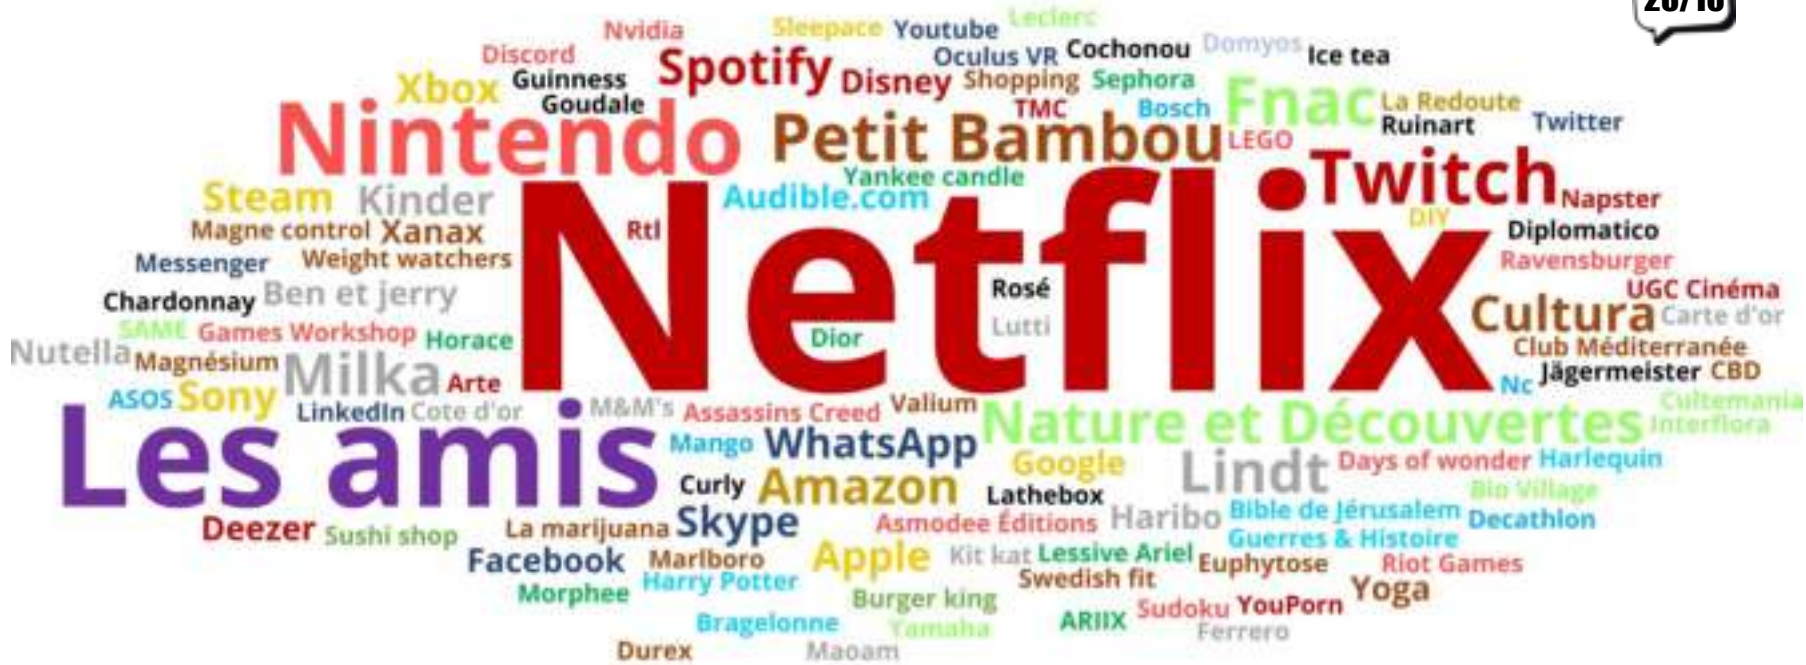 20/10
Nvidia
Sleepace
Youtube
Leclerc
Discord
Guinness
Spotify
Disney
Oculus VR
Cochonou
Domyos
Ice tea
Xbox
Goudale
Shopping
Sephora
TMC
Bosch
Fnac
La Redoute
Ruinart
Twitter
Nintendo
Petit Bambou
LEGO
Twitch
Napster
Steam
Kinder
Yankee candle
Audible.com
DIY
Diplomatico
Magne control
Xanax
Rtl
Netflix
Messenger
Weight watchers
Ravensburger
UGC Cinéma
Chardonnay
Ben et jerry
Rosé
Cultura
Carte d'or
SAME
Games Workshop
Horace
Dior
Lutti
Club Méditerranée
Nutella
Magnésium
Milka
Arte
Nc
Jägermeister
CBD
ASOS
Sony
LinkedIn
Cote d'or
M&M's
Assassins Creed
Valium
Cultemania
Les amis
Mango
WhatsApp
Nature et Découvertes
Interflora
Google
Lindt
Days of wonder
Harlequin
Curly
Amazon
Lathebox
Bio Village
Deezer
Sushi shop
La marijuana
Skype
Asmodee Éditions
Haribo
Bible de Jérusalem
Decathlon
Guerres & Histoire
Facebook
Marlboro
Apple
Kit kat
Lessive Ariel
Euphytose
Riot Games
Morphee
Harry Potter
Swedish fit
Yoga
Burger king
Sudoku
YouPorn
Bragelonne
Yamaha
ARIIX
Ferrero
Durex
Maoam